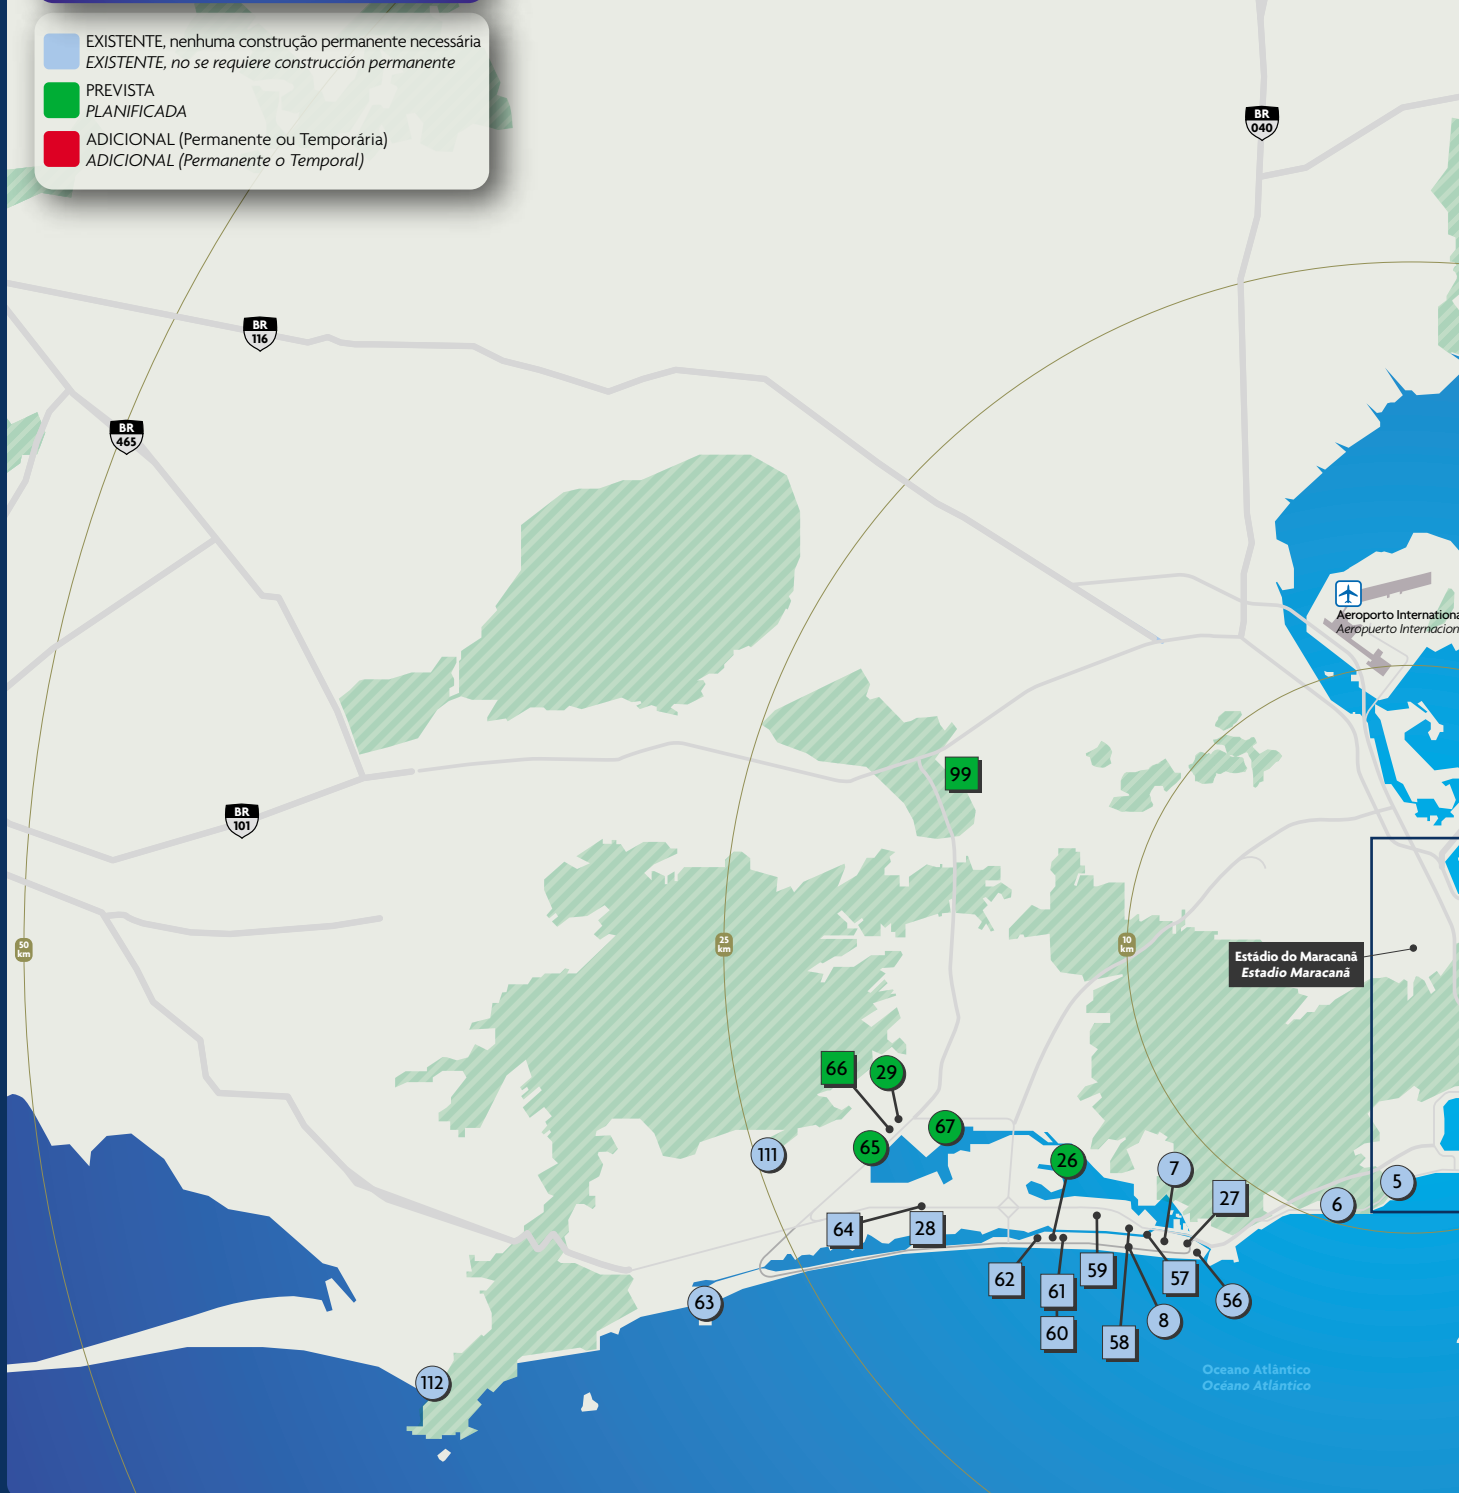 EXISTENTE, nenhuma construção permanente necessária
EXISTENTE, no se requiere construcción permanente
PREVISTA
PLANIFICADA
ADICIONAL (Permanente ou Temporária)
ADICIONAL (Permanente o Temporal)
BR
040
BR
116
BR
465
Aeroporto Internaciona
Aeropuerto Internacion
99
BR
101
50
km
25
km
10
km
Estádio do Maracanã
Estadio Maracanã
66
29
67
65
111
26
7
27
5
6
64
28
59
62
61
57
63
56
60
8
58
112
Oceano Atlântico
Océano Atlántico